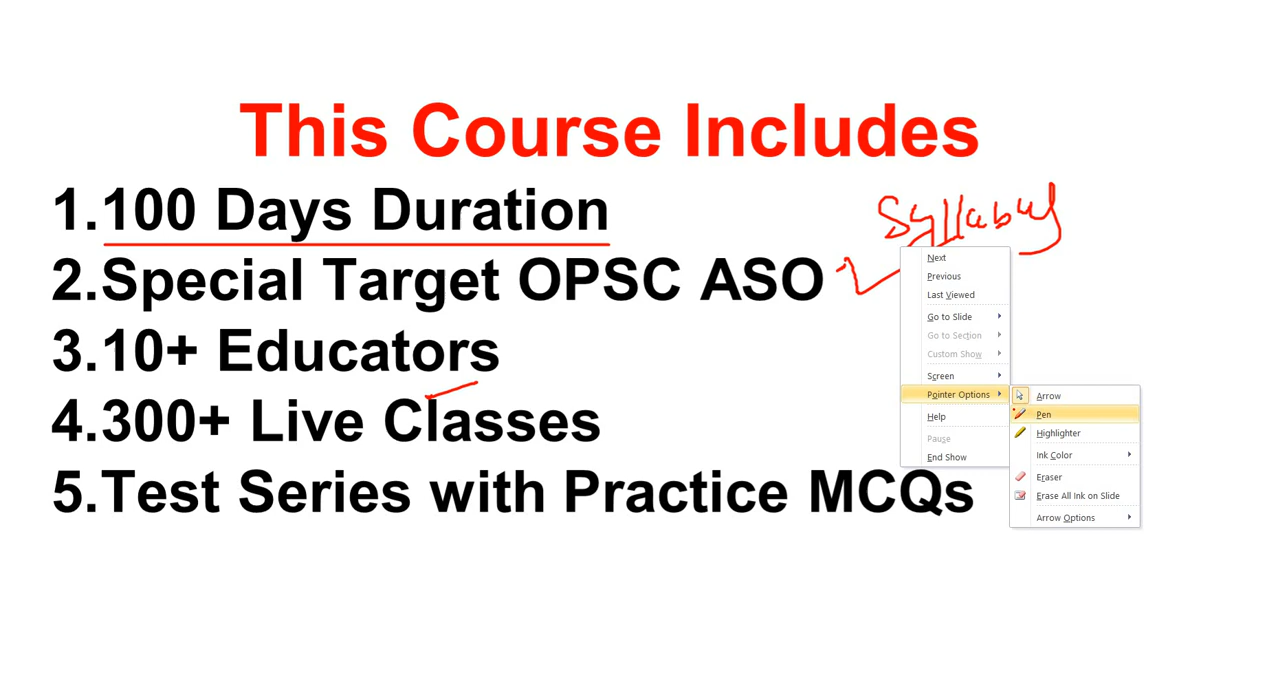 This Course Includes
1.100 Days Duration
Syllabus
2.Special Target OPSC ASO
3.10+ Educators
4.300+ Live Classes
5.Test Series with Practice MCQs
Next
Previous
Last Viewed
Go to Slide
Go to Section
Custom Show
Screen
Pointer Options
Help
Pause
End Show
Arrow
Pen
Highlighter
Ink Color
Eraser
Erase All Ink on Slide
Arrow Options